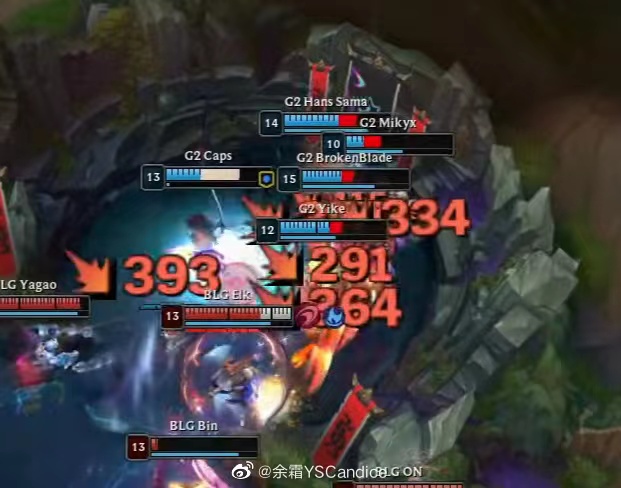 G2 Hans Sama
14
G2 Mikyx
10
G2 Caps
13
G2 BrokenBlade
15
G2 Yike
12
334
393
291
264
LG Yagao
BLG Elk
13
BLG Bin
13
BLG ON
@余霜YSCandice